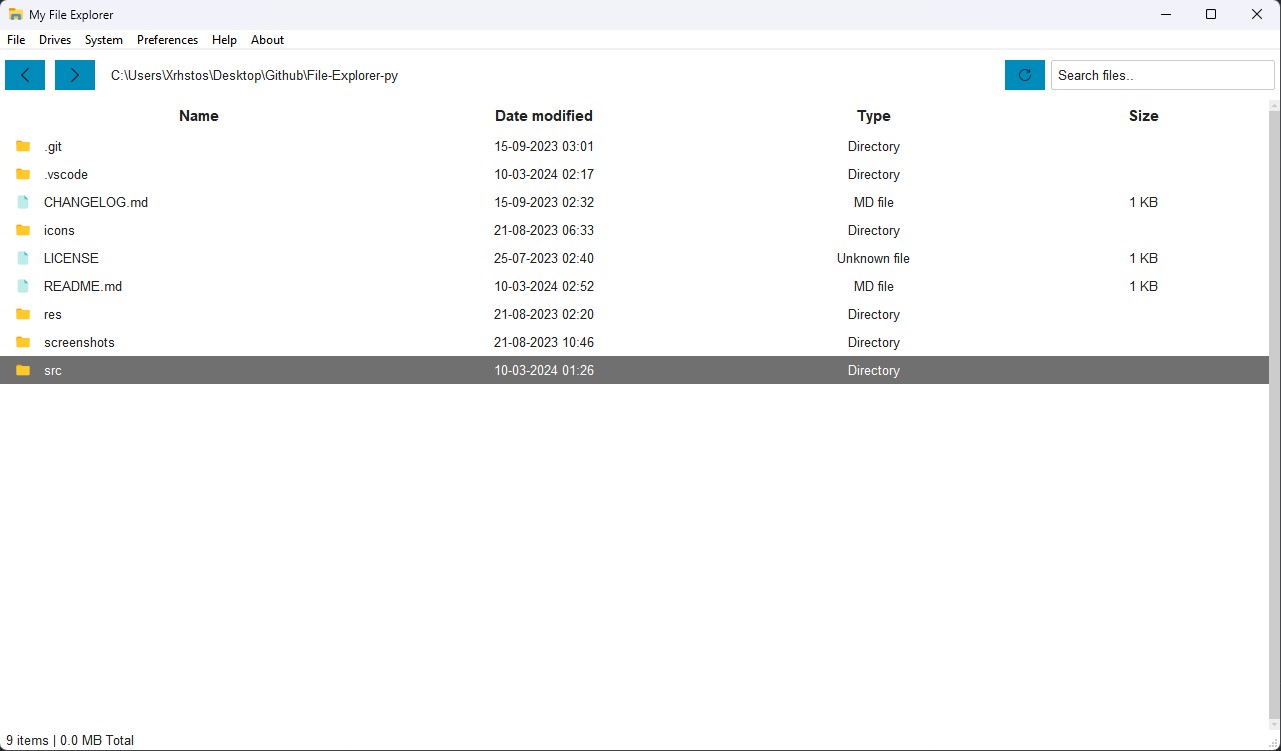 My File Explorer
File Drives System Preferences Help About
C:\Users\Xrhstos\Desktop\Github\File-Explorer-py Search files..
Name Date modified Type Size
.git 15-09-2023 03:01 Directory
.vscode 10-03-2024 02:17 Directory
CHANGELOG.md 15-09-2023 02:32 MD file 1 KB
icons 21-08-2023 06:33 Directory
LICENSE 25-07-2023 02:40 Unknown file 1 KB
README.md 10-03-2024 02:52 MD file 1 KB
res 21-08-2023 02:20 Directory
screenshots 21-08-2023 10:46 Directory
src 10-03-2024 01:26 Directory
9 items | 0.0 MB Total